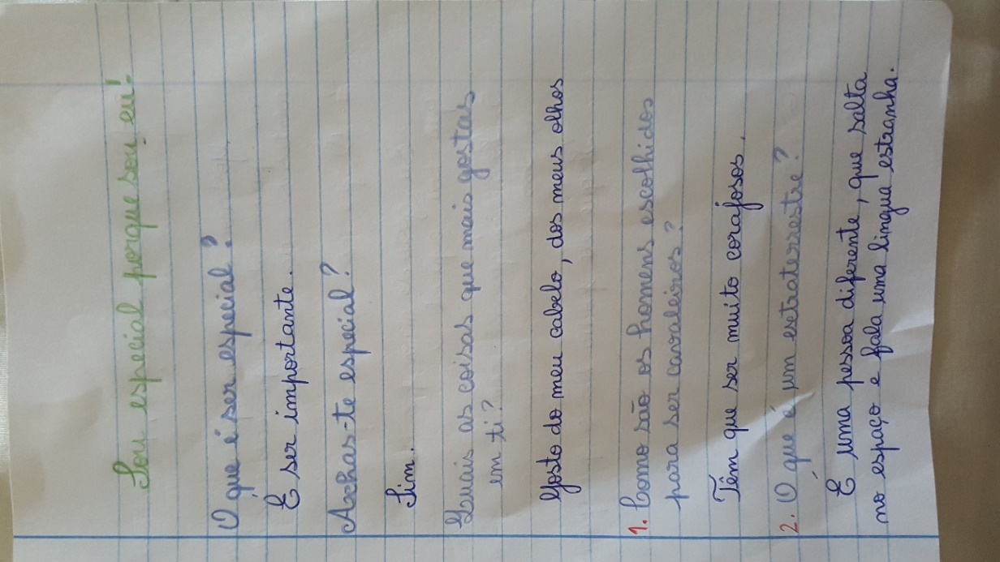 Sou especial porque sou eu!
O que é ser especial?
É ser importante.
Achas-te especial?
Sim.
Quais as coisas que mais gostas
em ti?
Gosto do meu cabelo, dos meus olhos
1. Como são os homens escolhidos
para ser cavaleiros?
Têm que ser muito corajosos.
2. O que é um extraterrestre?
É uma pessoa diferente, que salta
no espaço e fala uma lingua estranha.